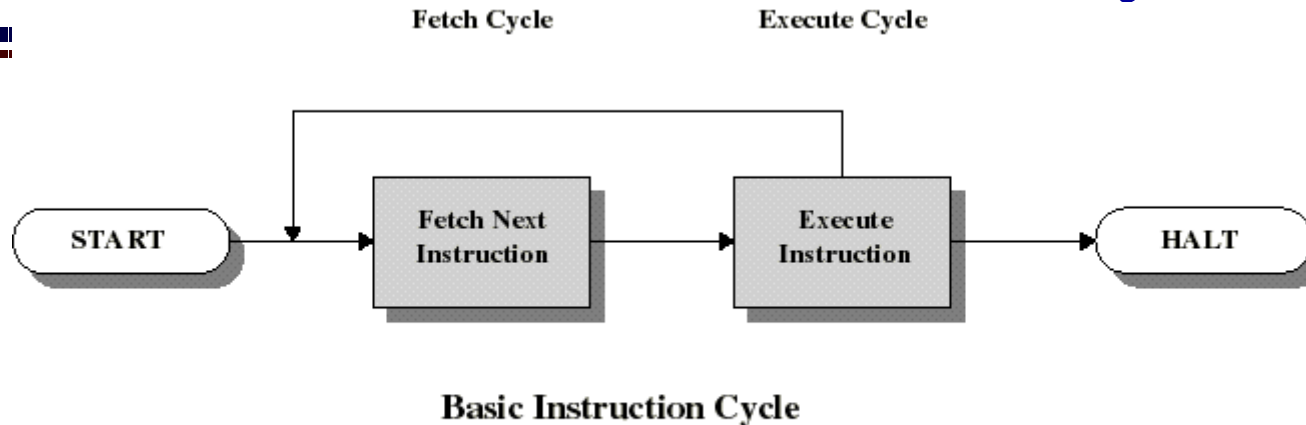 Fetch Cycle Execute Cycle
START
Fetch Next
Instruction
Execute
Instruction
HALT
Basic Instruction Cycle